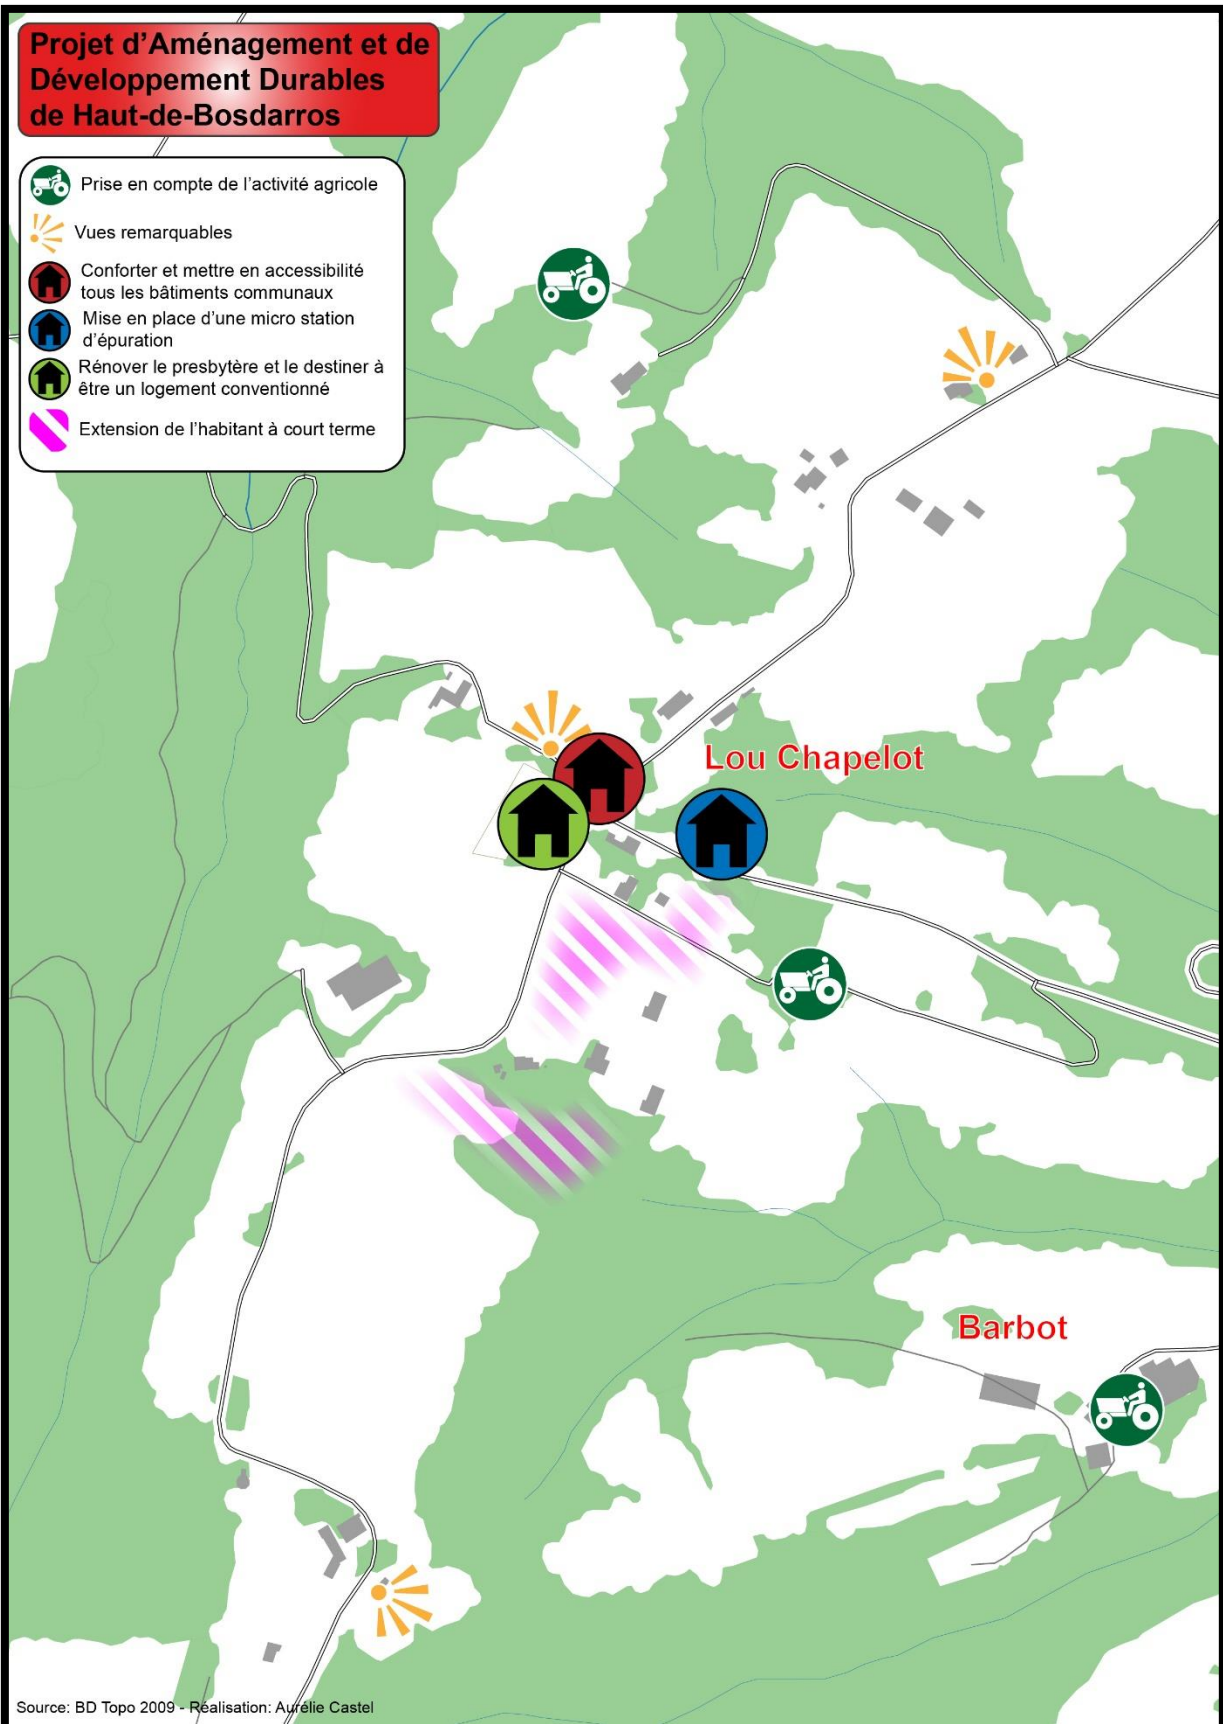 Projet d'Aménagement et de
Développement Durables
de Haut-de-Bosdarros
Prise en compte de l'activité agricole
Vues remarquables
Conforter et mettre en accessibilité
tous les bâtiments communaux
Mise en place d'une micro station
d'épuration
Rénover le presbytère et le destiner à
être un logement conventionné
Extension de l'habitant à court terme
Lou Chapelot
Barbot
Source: BD Topo 2009 - Réalisation: Aurélie Castel